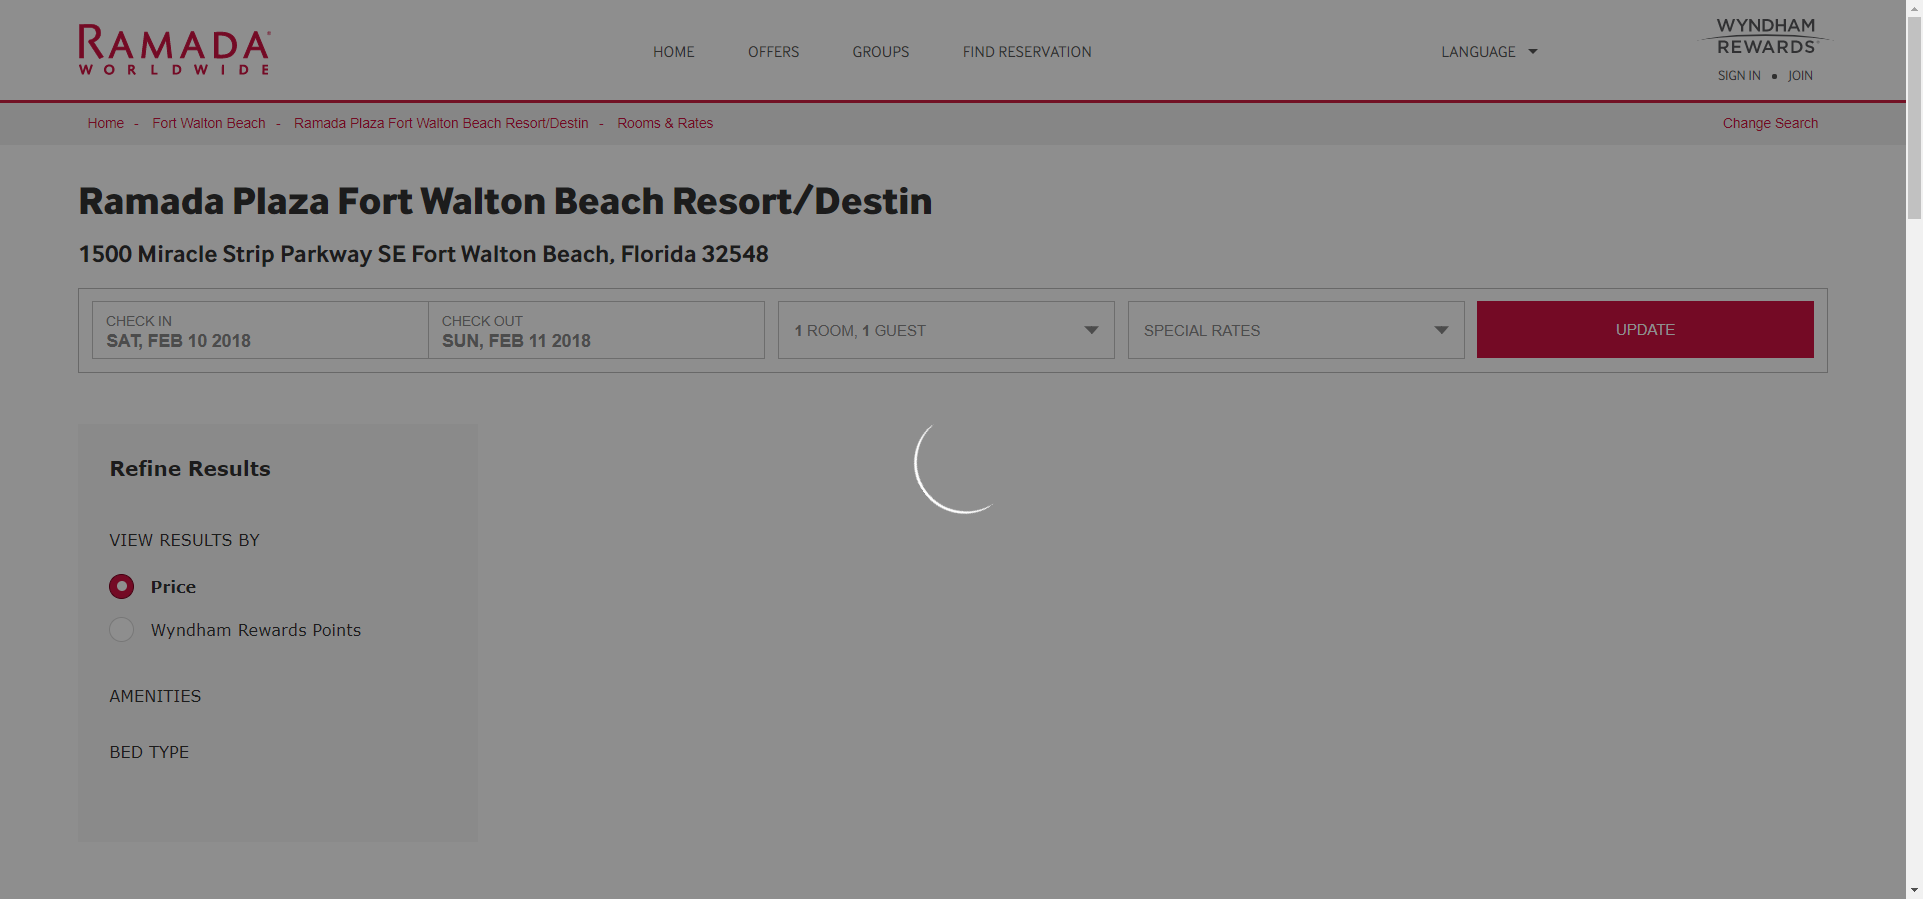 RAMADA
WORLDWIDE
HOME OFFERS GROUPS FIND RESERVATION LANGUAGE
WYNDHAM
REWARDS
SIGN IN • JOIN
Home - Fort Walton Beach - Ramada Plaza Fort Walton Beach Resort/Destin - Rooms & Rates Change Search
Ramada Plaza Fort Walton Beach Resort/Destin
1500 Miracle Strip Parkway SE Fort Walton Beach, Florida 32548
CHECK IN
SAT, FEB 10 2018
CHECK OUT
SUN, FEB 11 2018
1 ROOM, 1 GUEST
SPECIAL RATES
UPDATE
Refine Results
VIEW RESULTS BY
Price
Wyndham Rewards Points
AMENITIES
BED TYPE